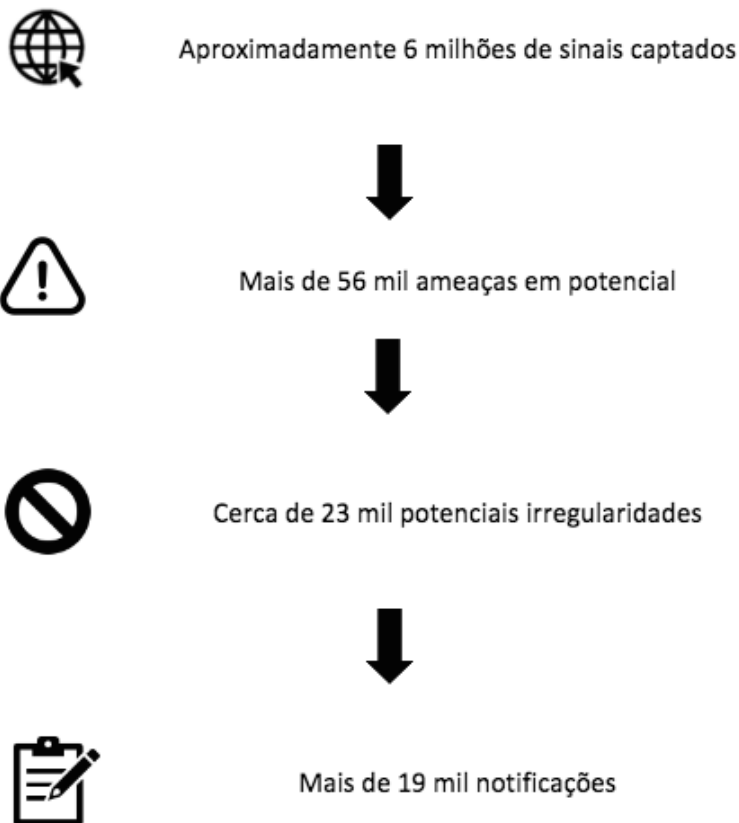 Aproximadamente 6 milhões de sinais captados
Mais de 56 mil ameaças em potencial
Cerca de 23 mil potenciais irregularidades
Mais de 19 mil notificações